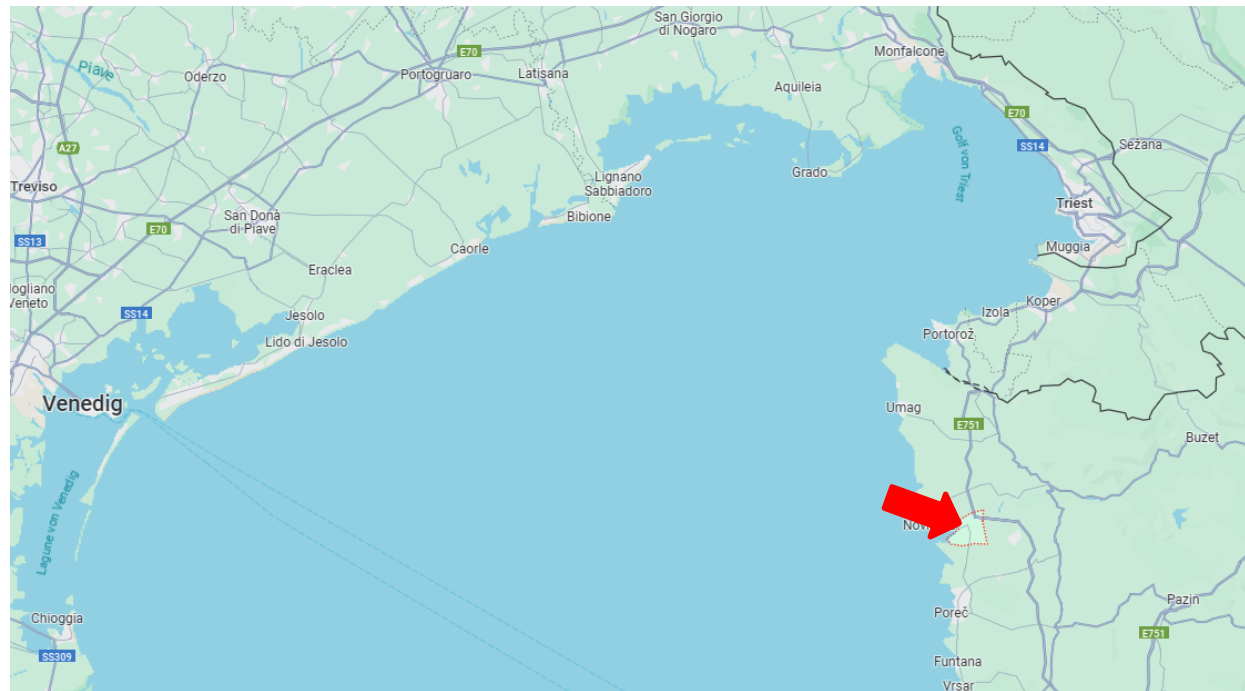 San Giorgio
di Nogaro
E70
Monfalcone
Piave
Oderzo
Portogruaro
Latisana
Aquileia
E70
A27
Golf von Triest
SS14
Sežana
Treviso
Lignano
Sabbiadoro
Grado
Triest
San Donà
di Piave
E70
Bibione
SS13
Caorle
Muggia
Eraclea
ogliano
Veneto
SS14
Jesolo
Koper
Izola
Lido di Jesolo
Portorož
Venedig
Umag
E751
Buzet
Lagune von Venedig
Nov
Poreč
Pazin
Chioggia
E751
SS309
Funtana
Vrsar